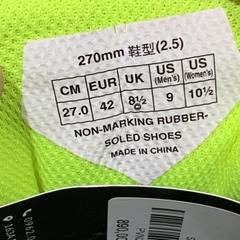 270mm 鞋型(2.5)
CM EUR UK US (Men's) US (Women's)
27.0 42 8½ 9 10½
NON-MARKING RUBBER-
SOLED SHOES
MADE IN CHINA